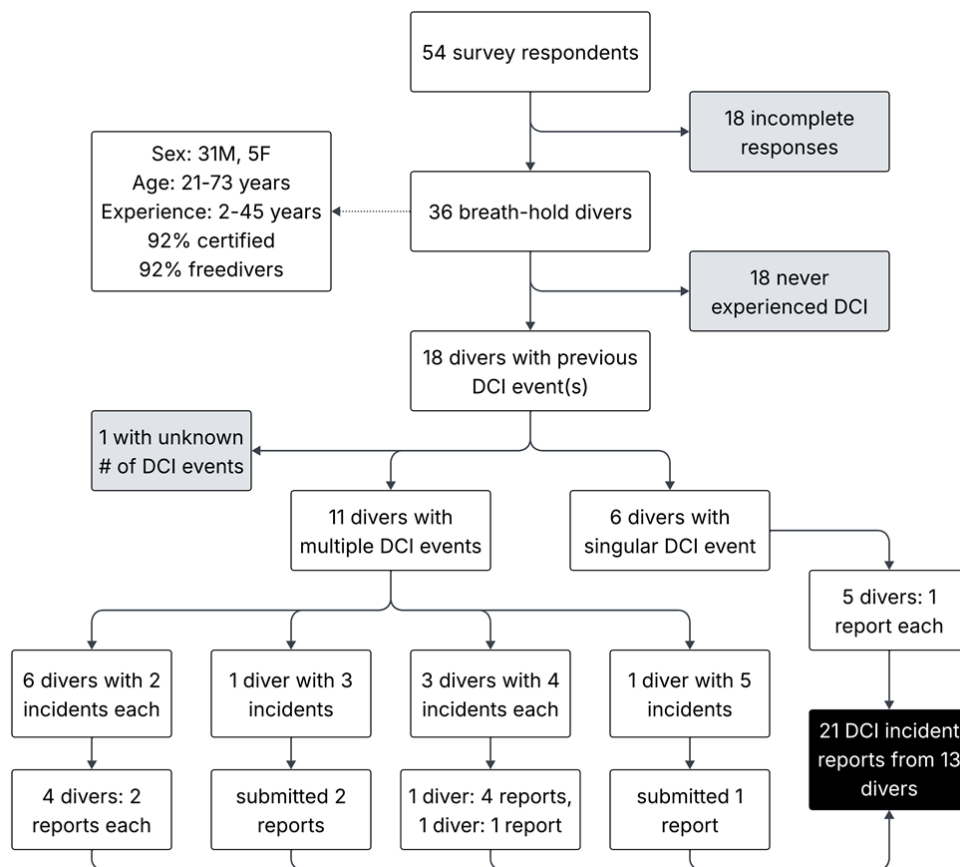 54 survey respondents
18 incomplete
responses
Sex: 31M, 5F
Age: 21-73 years
Experience: 2-45 years
92% certified
92% freedivers
36 breath-hold divers
18 never
experienced DCI
18 divers with previous
DCI event(s)
1 with unknown
# of DCI events
11 divers with
multiple DCI events
6 divers with
singular DCI event
5 divers: 1
report each
6 divers with 2
incidents each
1 diver with 3
incidents
3 divers with 4
incidents each
1 diver with 5
incidents
21 DCI incident
reports from 13
divers
4 divers: 2
reports each
submitted 2
reports
1 diver: 4 reports,
1 diver: 1 report
submitted 1
report